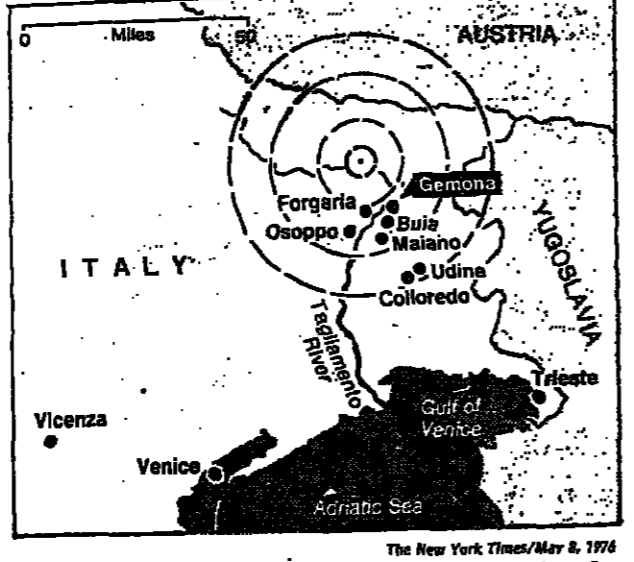 0 Miles 50
AUSTRIA
Gemona
Forgaria
Buia
Osoppo
Maiano
ITALY
YUGOSLAVIA
Udina
Colloredo
Tagliamento
River
Trieste
Gulf of
Venice
Vicenza
Venice
Adriatic Sea
The New York Times/May 8, 1976